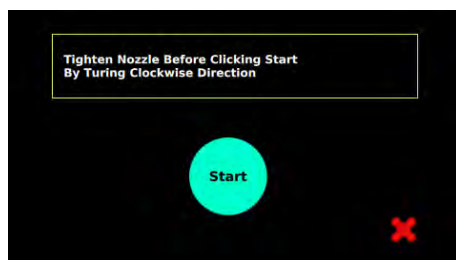 Tighten Nozzle Before Clicking Start
By Turing Clockwise Direction
Start